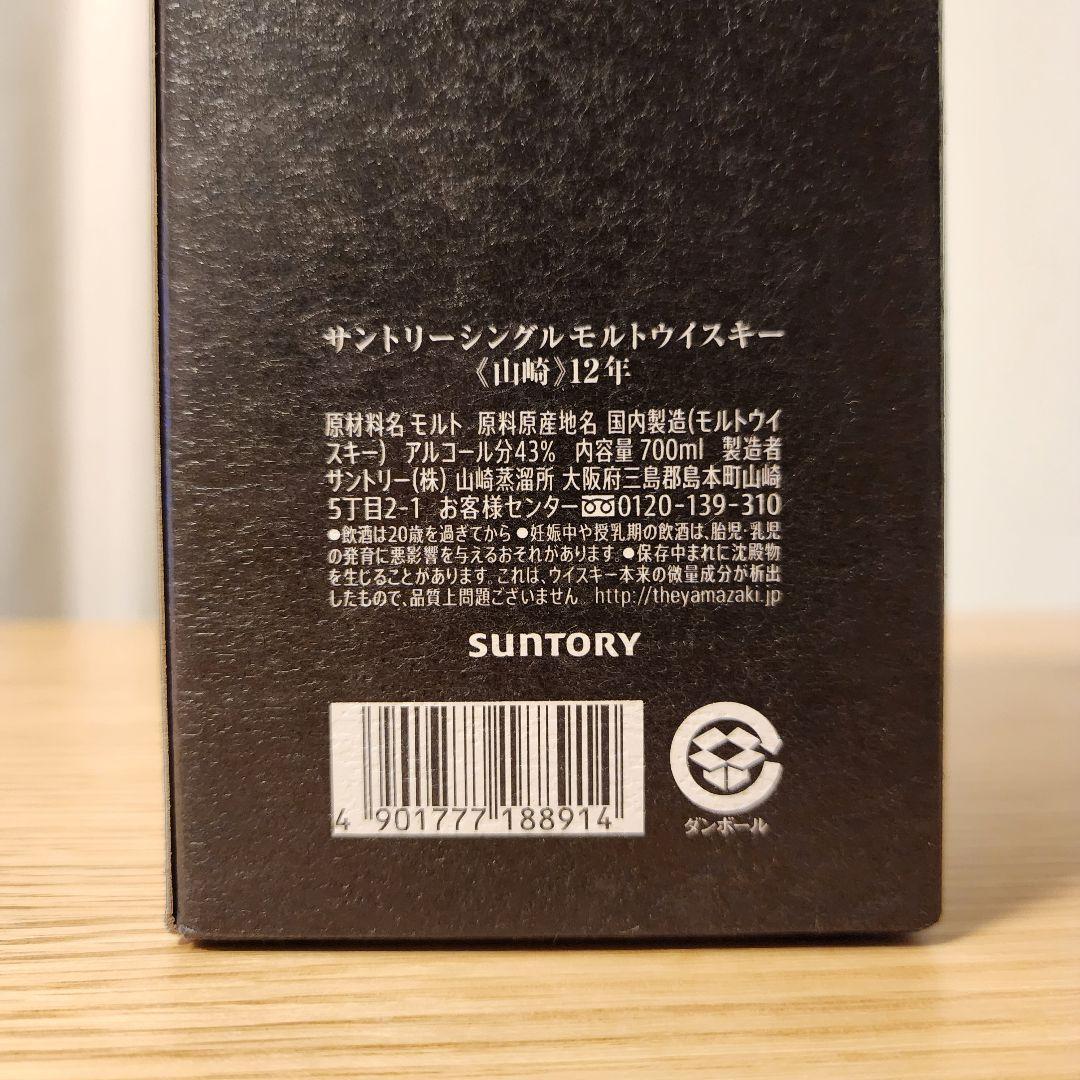 サントリーシングルモルトウイスキー
《山崎》12年
原材料名 モルト 原料原産地名 国内製造(モルトウイ
スキー) アルコール分43% 内容量 700ml 製造者
サントリー(株) 山崎蒸溜所 大阪府三島郡島本町山崎
5丁目2-1 お客様センター 0120-139-310
●飲酒は20歳を過ぎてから ●妊娠中や授乳期の飲酒は、胎児・乳児
の発育に悪影響を与えるおそれがあります。●保存中まれに沈殿物
を生じることがあります。これは、ウイスキー本来の微量成分が析出
したもので、品質上問題ございません。 http://theyamazaki.jp
SUNTORY
4 901777 188914
ダンボール